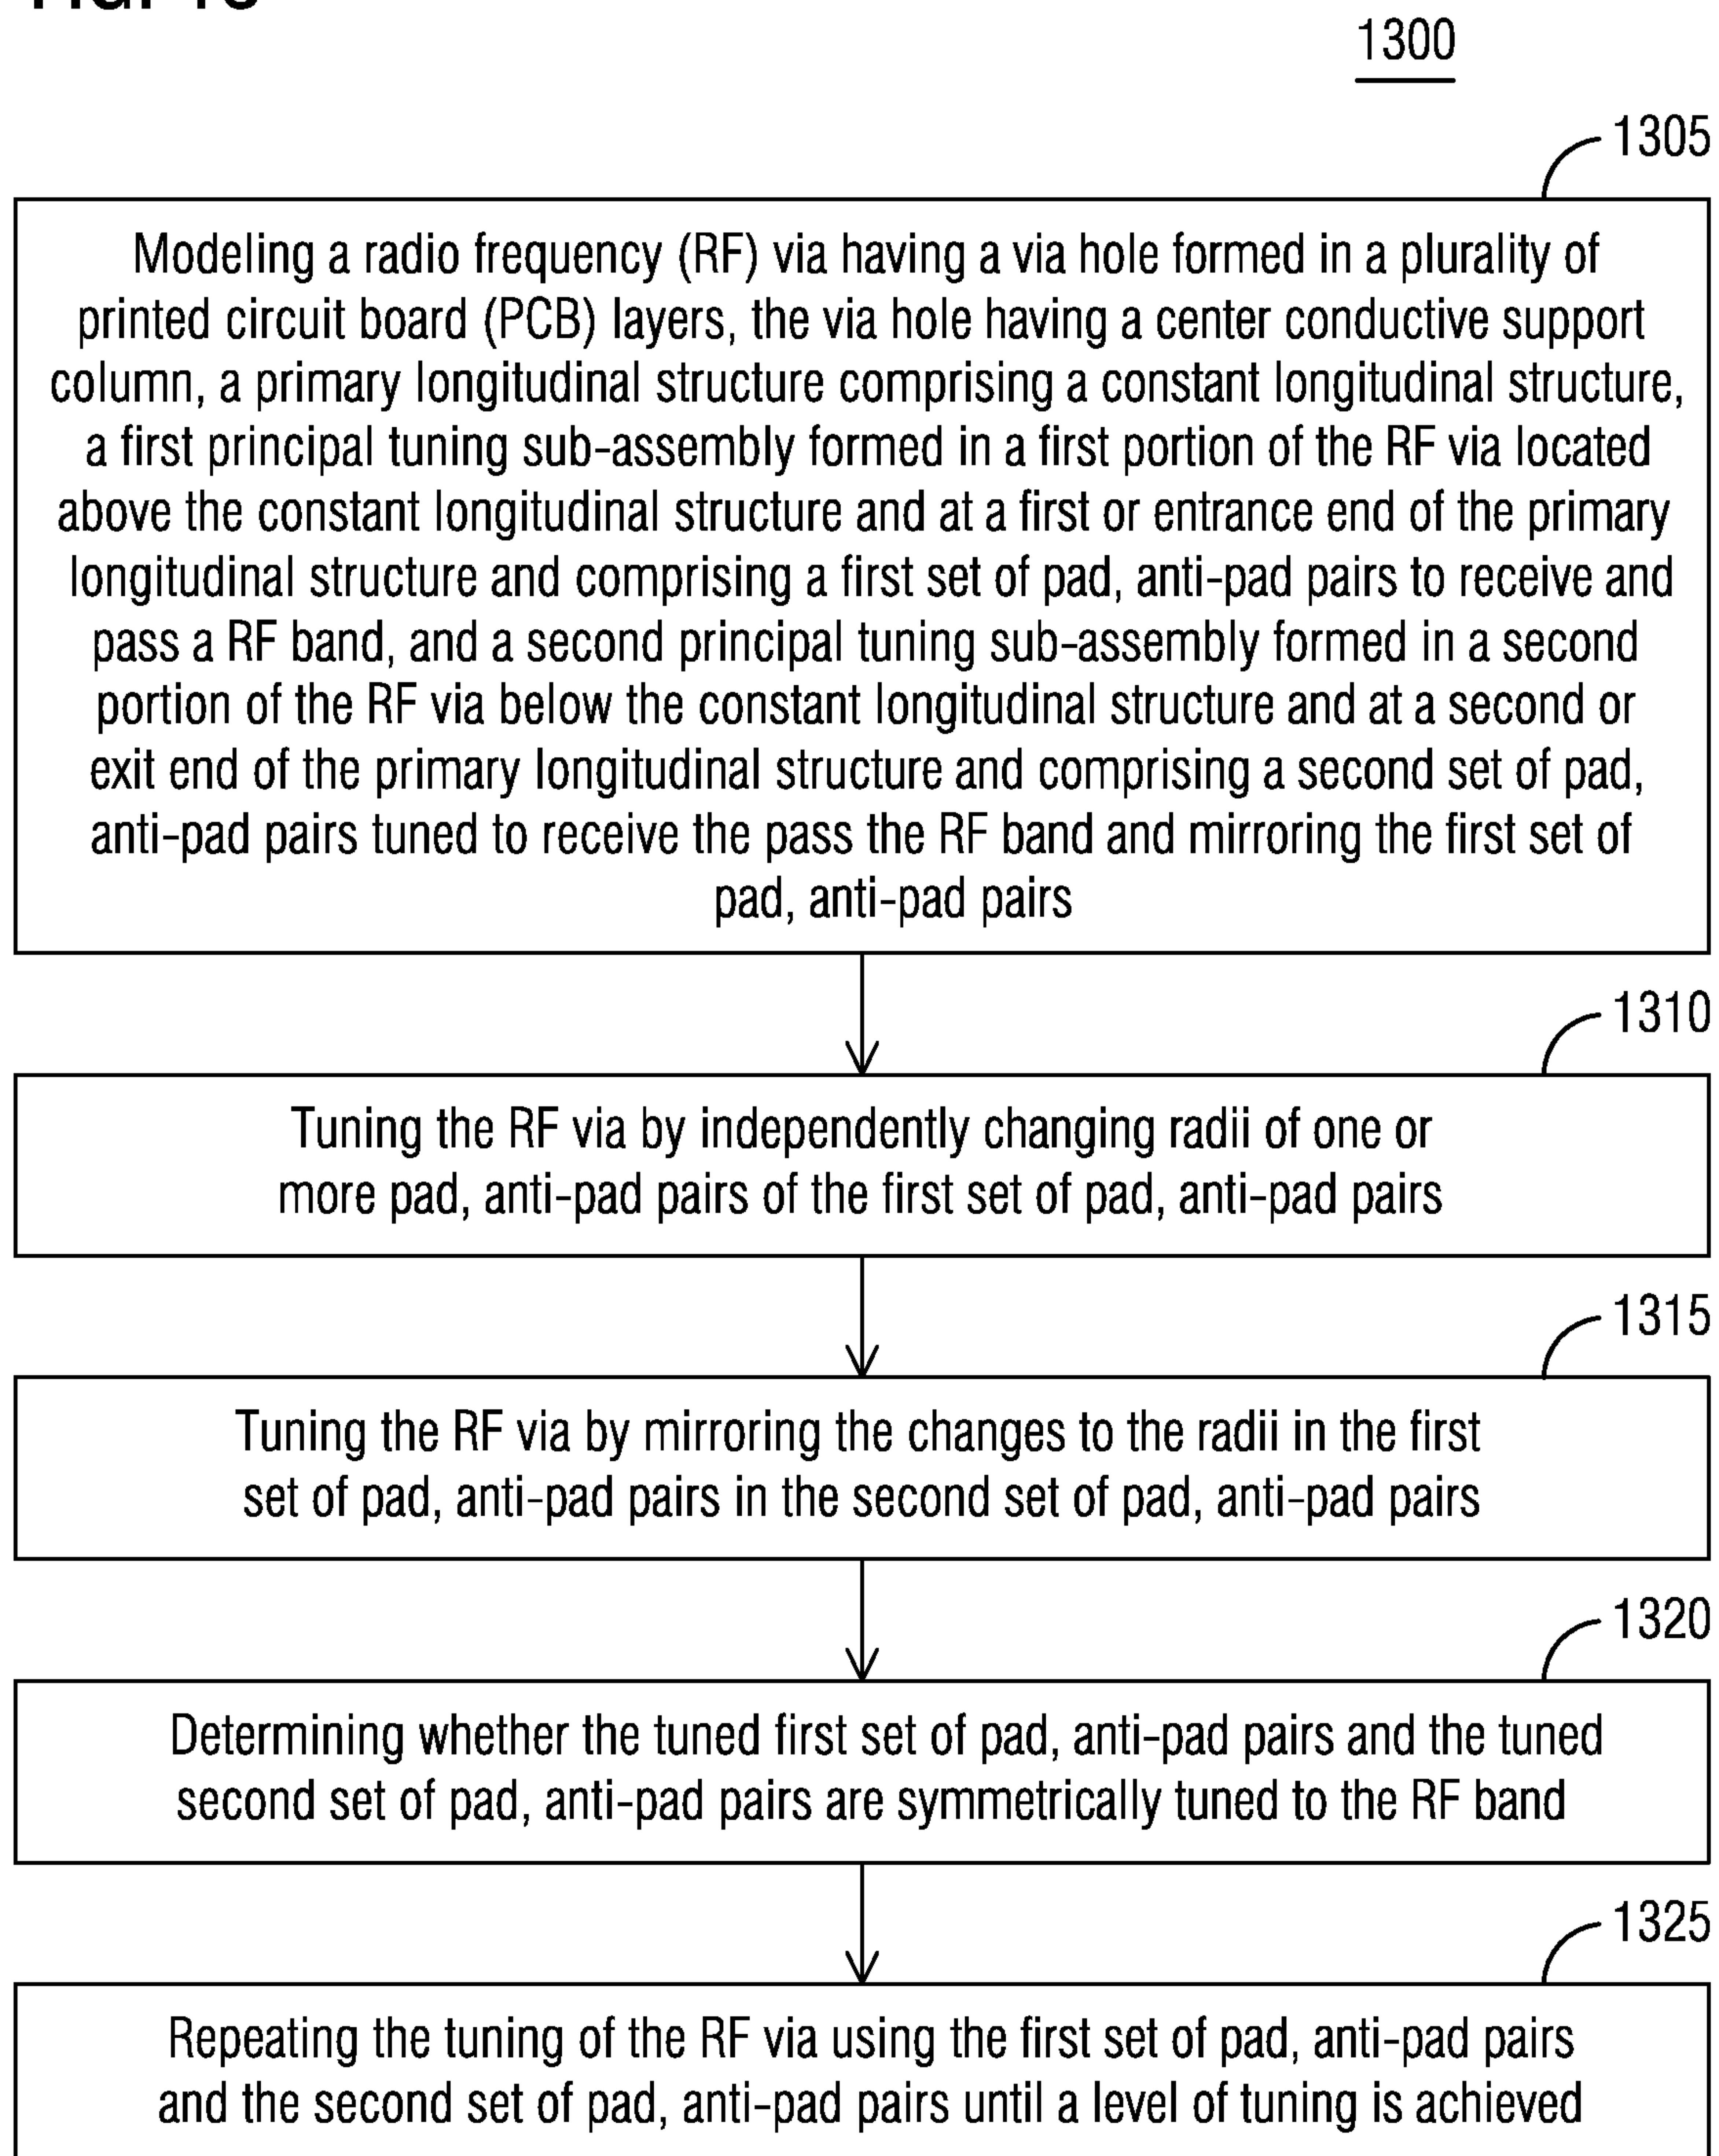 1300
1305
Modeling a radio frequency (RF) via having a via hole formed in a plurality of
printed circuit board (PCB) layers, the via hole having a center conductive support
column, a primary longitudinal structure comprising a constant longitudinal structure,
a first principal tuning sub-assembly formed in a first portion of the RF via located
above the constant longitudinal structure and at a first or entrance end of the primary
longitudinal structure and comprising a first set of pad, anti-pad pairs to receive and
pass a RF band, and a second principal tuning sub-assembly formed in a second
portion of the RF via below the constant longitudinal structure and at a second or
exit end of the primary longitudinal structure and comprising a second set of pad,
anti-pad pairs tuned to receive the pass the RF band and mirroring the first set of
pad, anti-pad pairs
1310
Tuning the RF via by independently changing radii of one or
more pad, anti-pad pairs of the first set of pad, anti-pad pairs
1315
Tuning the RF via by mirroring the changes to the radii in the first
set of pad, anti-pad pairs in the second set of pad, anti-pad pairs
1320
Determining whether the tuned first set of pad, anti-pad pairs and the tuned
second set of pad, anti-pad pairs are symmetrically tuned to the RF band
1325
Repeating the tuning of the RF via using the first set of pad, anti-pad pairs
and the second set of pad, anti-pad pairs until a level of tuning is achieved